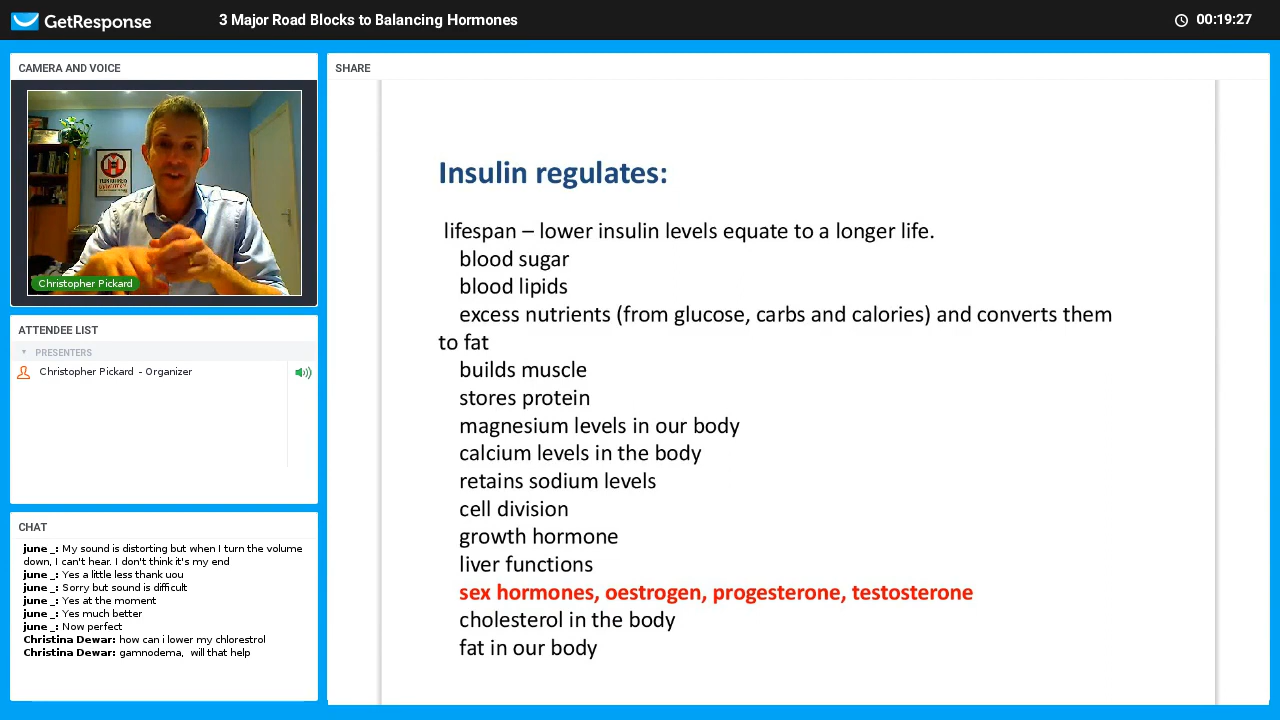 GetResponse
3 Major Road Blocks to Balancing Hormones
00:19:27
CAMERA AND VOICE
Christopher Pickard
ATTENDEE LIST
PRESENTERS
Christopher Pickard - Organizer
CHAT
june _: My sound is distorting but when I turn the volume
down, I can't hear. I don't think it's my end
june _: Yes a little less thank uou
june _: Sorry but sound is difficult
june _: Yes at the moment
june _: Yes much better
june _: Now perfect
Christina Dewar: how can i lower my chlorestrol
Christina Dewar: gamnodema,  will that help
SHARE
Insulin regulates:
lifespan – lower insulin levels equate to a longer life.
blood sugar
blood lipids
excess nutrients (from glucose, carbs and calories) and converts them
to fat
builds muscle
stores protein
magnesium levels in our body
calcium levels in the body
retains sodium levels
cell division
growth hormone
liver functions
sex hormones, oestrogen, progesterone, testosterone
cholesterol in the body
fat in our body